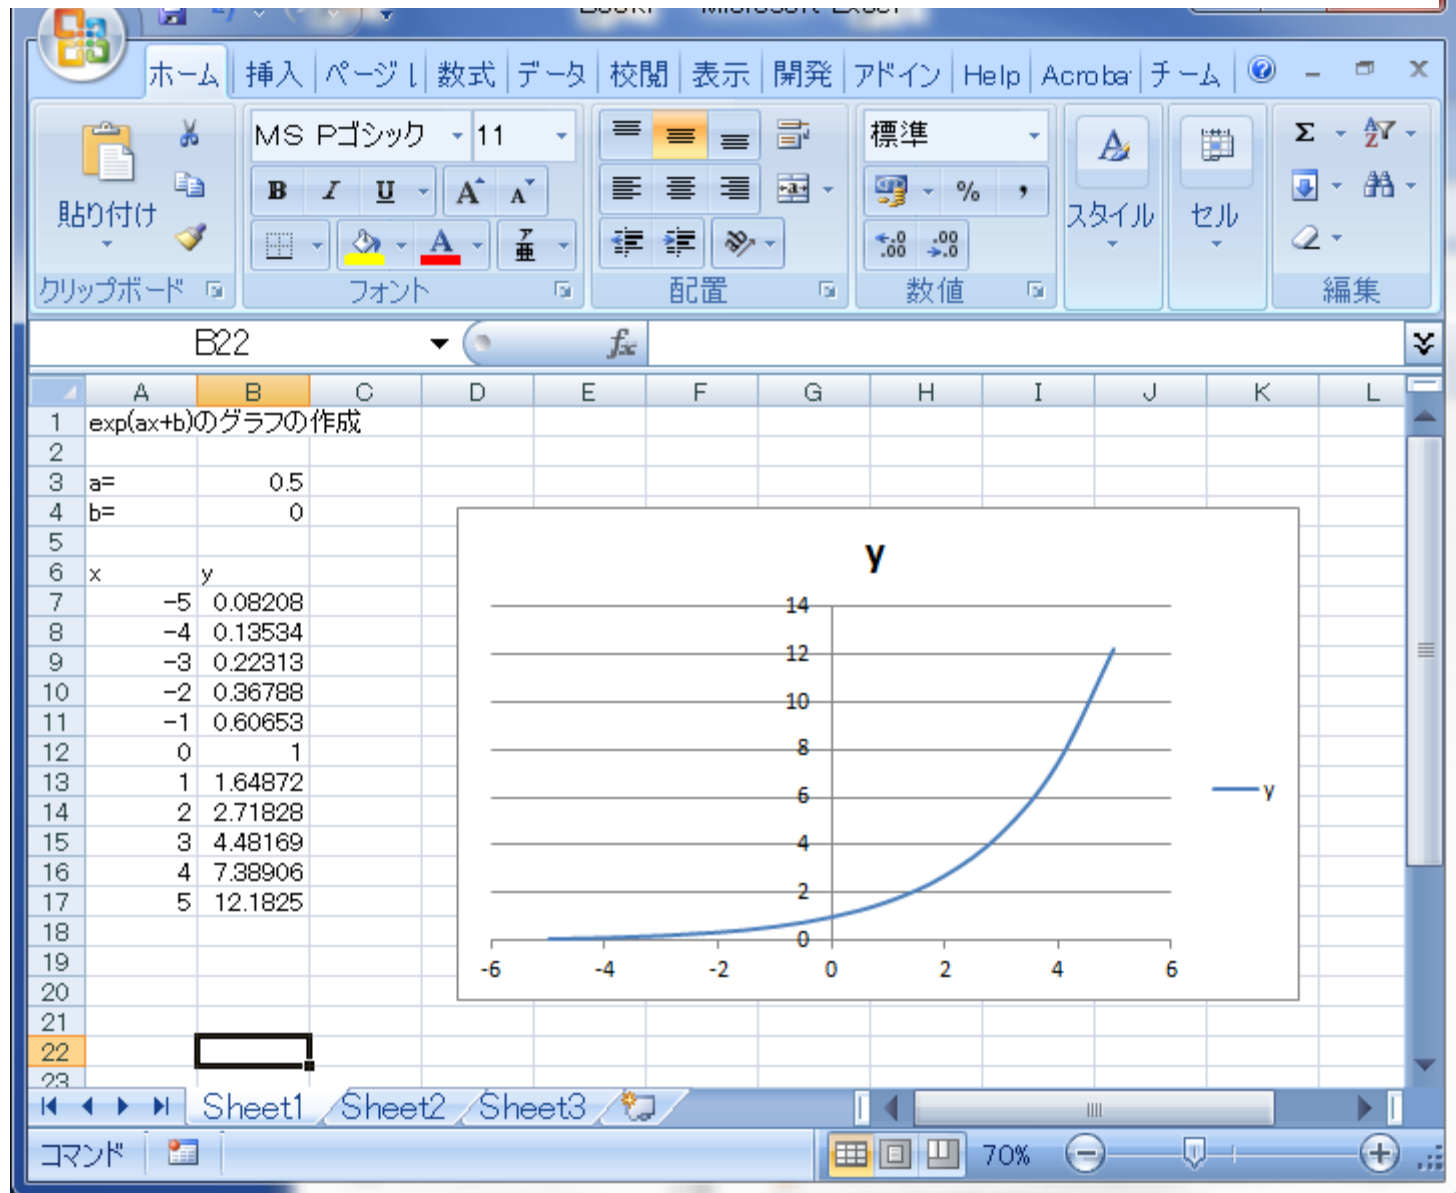 ホーム 挿入 ページ 数式 データ 校閲 表示 開発 アドイン Help Acroba チーム
MS Pゴシック 11 標準 Σ
貼り付け B I U A A % , スタイル セル
A ア亜 .0 .00 .00 .0
クリップボード フォント 配置 数値 編集
B22 fx
A B C D E F G H I J K L
1 exp(ax+b)のグラフの作成
2
3 a= 0.5
4 b= 0
5
6 x y
7 -5 0.08208
8 -4 0.13534
9 -3 0.22313
10 -2 0.36788
11 -1 0.60653
12 0 1
13 1 1.64872
14 2 2.71828
15 3 4.48169
16 4 7.38906
17 5 12.1825
18
19
20
21
22
23
y
14
12
10
8
6
4
2
0
-6 -4 -2 0 2 4 6
y
Sheet1 Sheet2 Sheet3
コマンド 70%